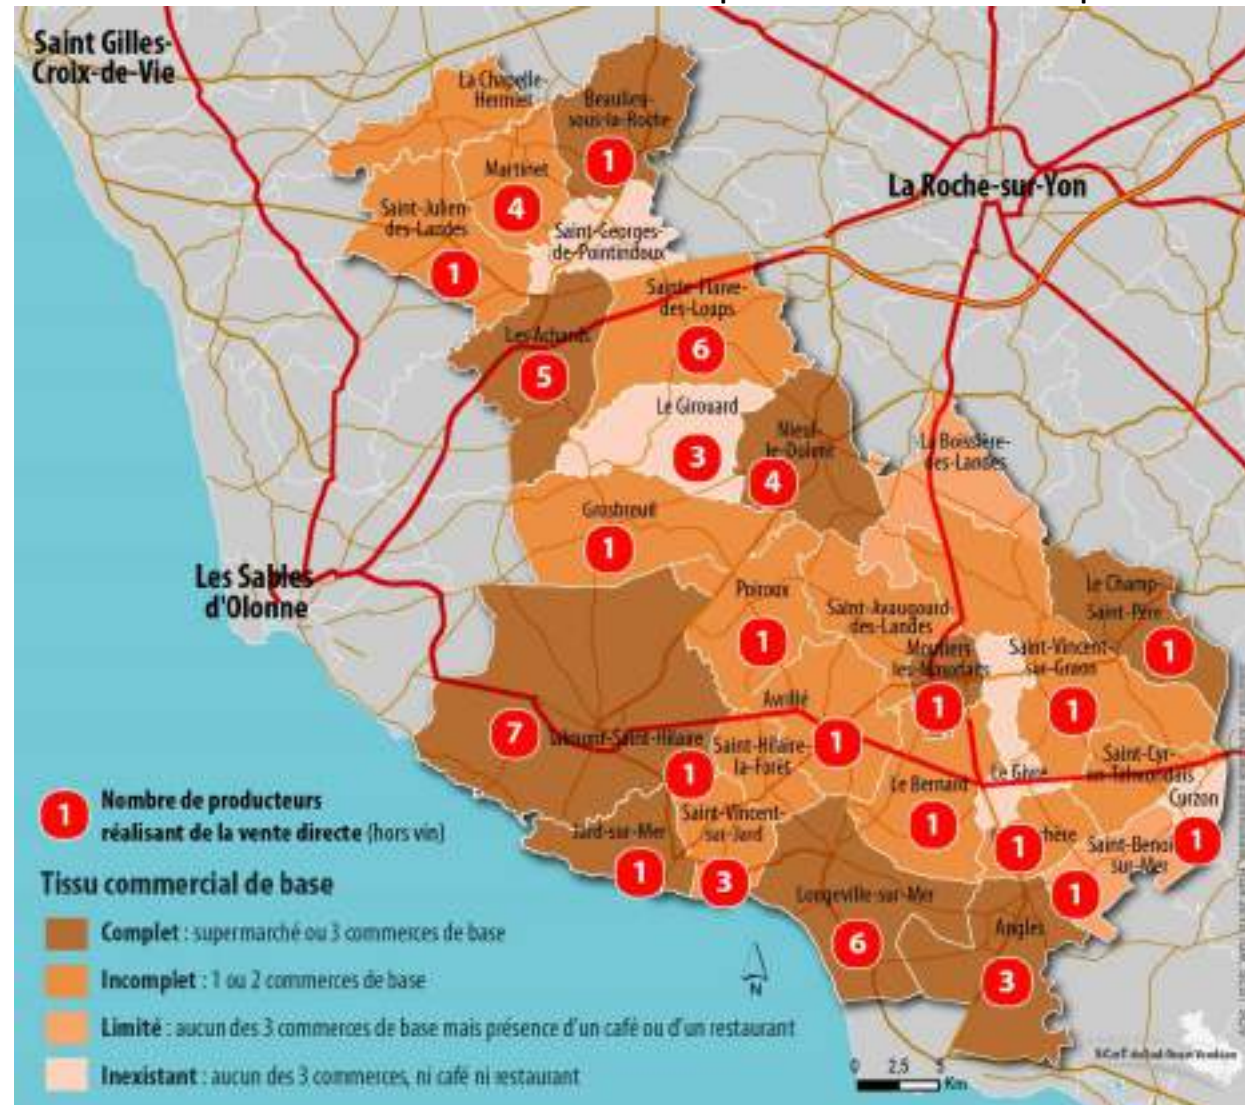 Saint Gilles-
Croix-de-Vie
La Chapelle-
Hermier
Beaulieu-
sous-la-Roche
1
Martinet
4
La Roche-sur-Yon
Saint-Julien-
des-Landes
1
Saint-Georges-
de-Pointindoux
Sainte-Flaive-
des-Loups
6
Les Achards
5
Le Girouard
3
Nieul-
le-Dolent
4
La Boissière-
des-Landes
Grosbreuil
1
Les Sables
d'Olonne
Poiroux
1
Saint-Avaugourd-
des-Landes
Le Champ-
Saint-Père
1
Moutiers-
les-Mauxfaits
1
Saint-Vincent-
sur-Graon
1
Avrillé
1
7
Talmont-Saint-Hilaire
Saint-Hilaire-
la-Forêt
1
Le Bernard
1
Le Givre
Saint-Cyr-
en-Talmondais
Curzon
1
Jard-sur-Mer
1
Saint-Vincent-
sur-Jard
3
1
Saint-Benoi
sur-Mer
1
Longeville-sur-Mer
6
Angles
3
1 Nombre de producteurs
réalisant de la vente directe (hors vin)
Tissu commercial de base
Complet : supermarché ou 3 commerces de base
Incomplet : 1 ou 2 commerces de base
Limité : aucun des 3 commerces de base mais présence d'un café ou d'un restaurant
Inexistant : aucun des 3 commerces, ni café ni restaurant
N
0 2,5 5
Km